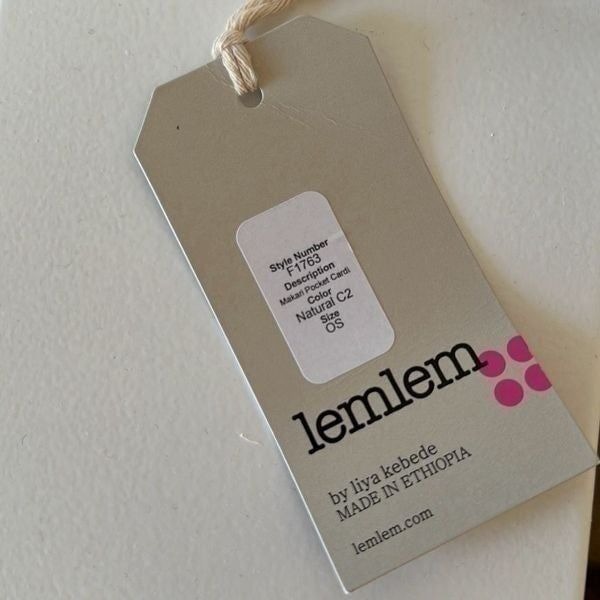 Style Number
F1763
Description
Makari Pocket Cardi
Color
Natural C2
Size
OS
lemlem
by liya kebede
MADE IN ETHIOPIA
lemlem.com